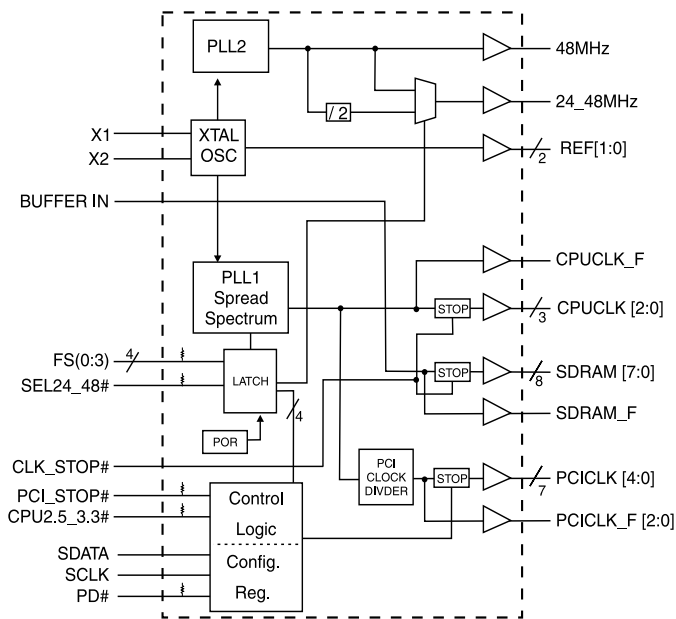 PLL2
48MHz
/ 2
24_48MHz
X1
X2
XTAL
OSC
REF[1:0]
2
BUFFER IN
PLL1
Spread
Spectrum
CPUCLK_F
STOP
CPUCLK [2:0]
3
FS(0:3)
4
SEL24_48#
LATCH
STOP
SDRAM [7:0]
8
SDRAM_F
4
POR
CLK_STOP#
PCI
CLOCK
DIVDER
STOP
PCICLK [4:0]
7
PCICLK_F [2:0]
PCI_STOP#
CPU2.5_3.3#
SDATA
SCLK
PD#
Control
Logic
Config.
Reg.